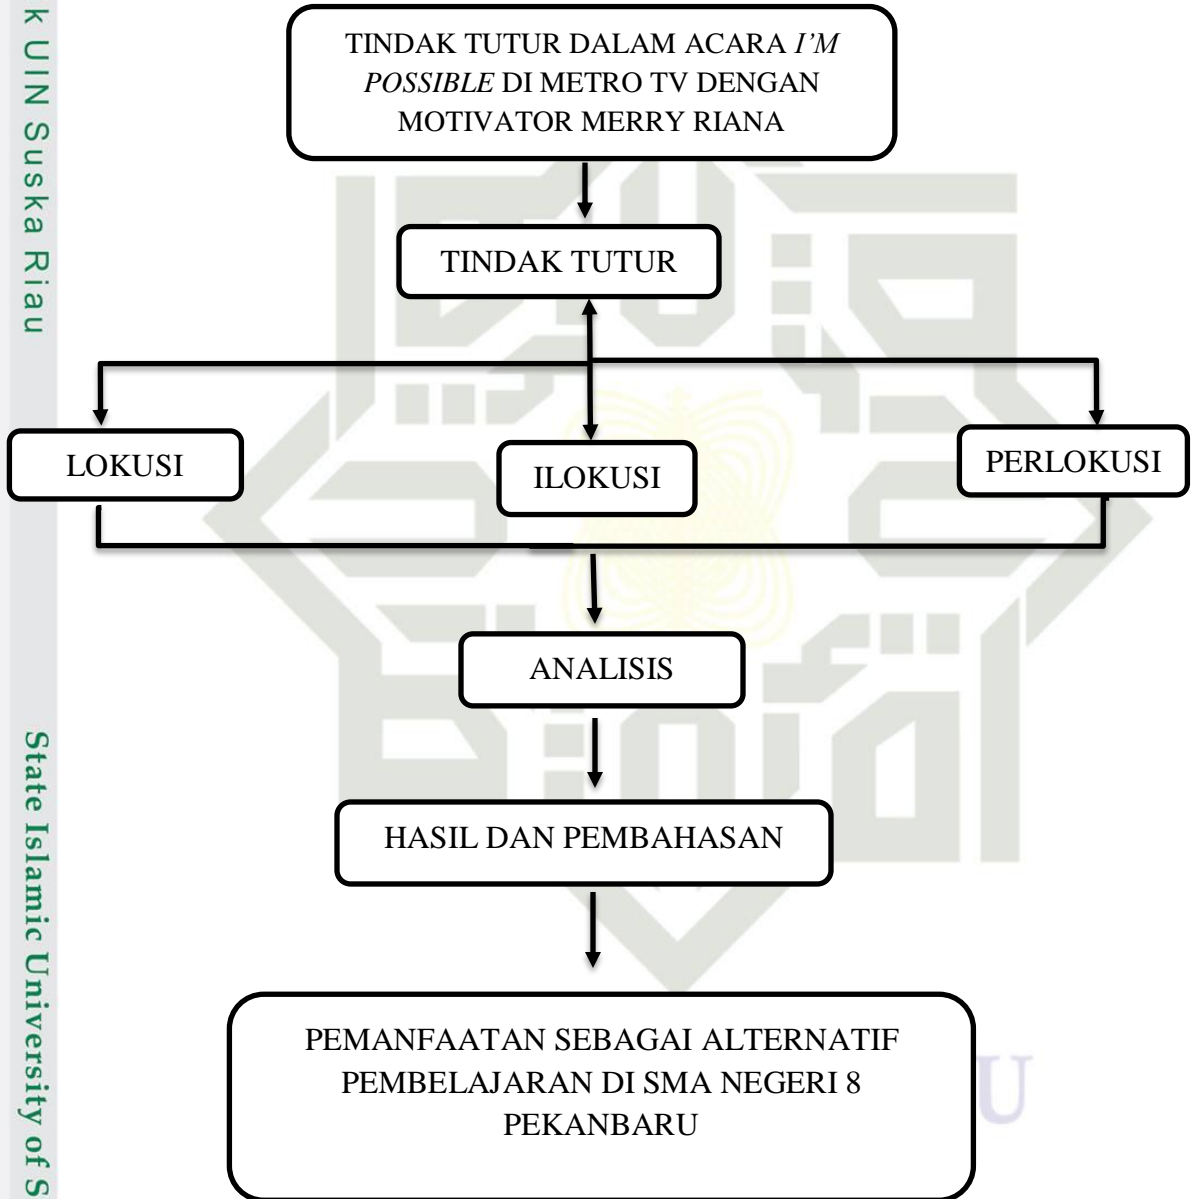 k UIN Suska Riau
State Islamic University of S
TINDAK TUTUR DALAM ACARA I'M
POSSIBLE DI METRO TV DENGAN
MOTIVATOR MERRY RIANA
TINDAK TUTUR
LOKUSI
ILOKUSI
PERLOKUSI
ANALISIS
HASIL DAN PEMBAHASAN
PEMANFAATAN SEBAGAI ALTERNATIF
PEMBELAJARAN DI SMA NEGERI 8
PEKANBARU
U